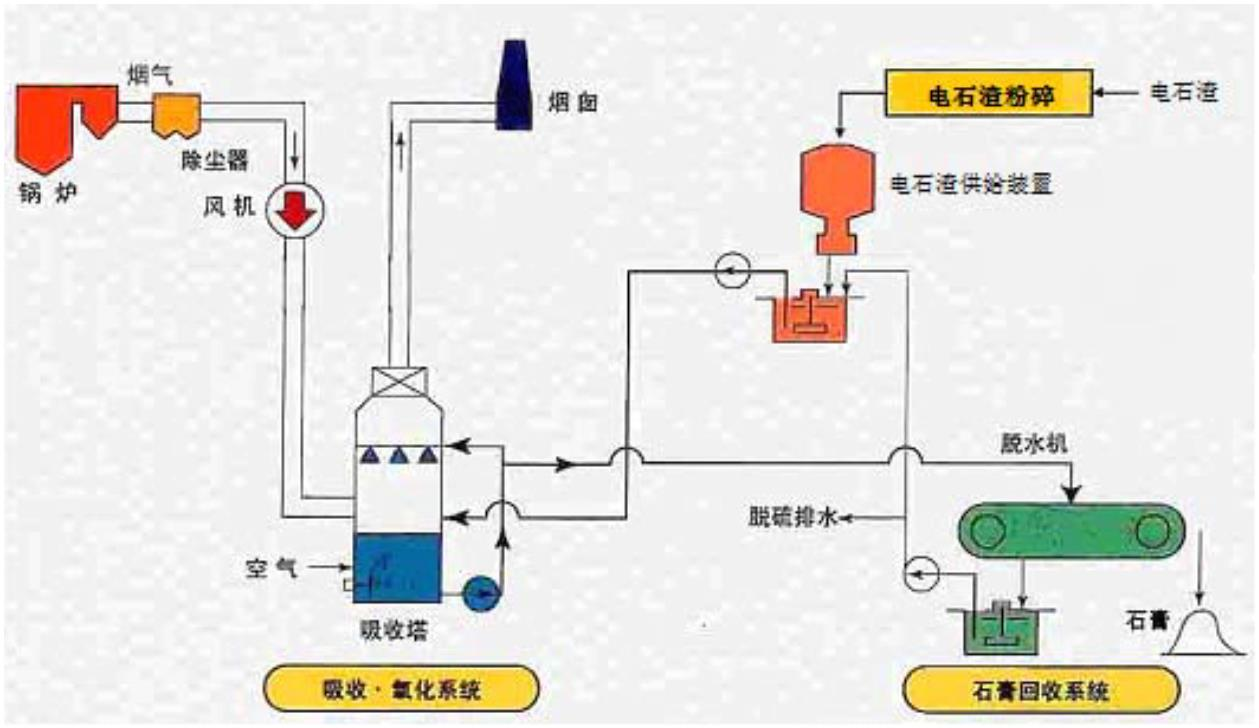 烟气
除尘器
锅炉
风机
烟囱
电石渣粉碎
电石渣
电石渣供给装置
脱水机
脱硫排水
空气
吸收塔
石膏
吸收·氧化系统
石膏回收系统